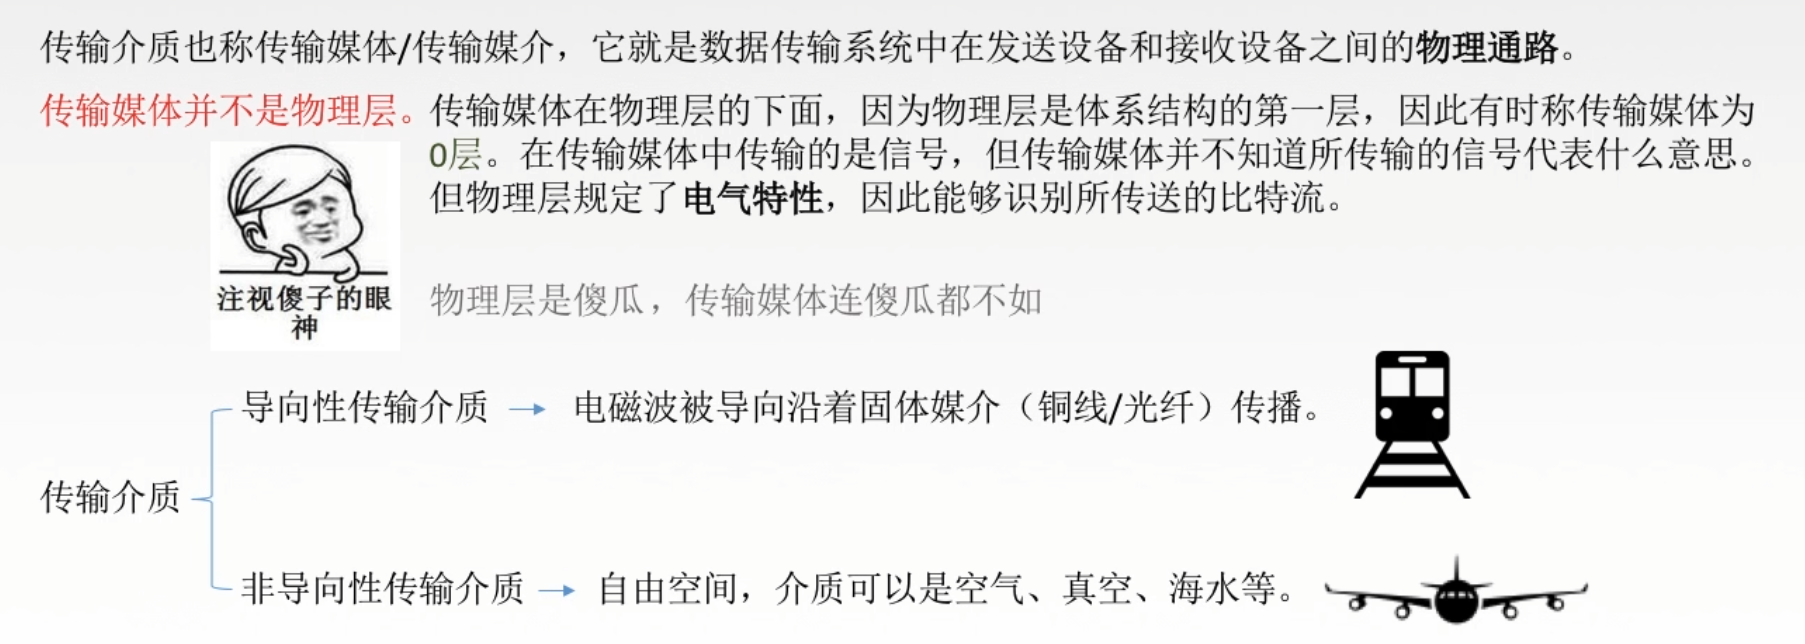 传输介质也称传输媒体/传输媒介，它就是数据传输系统中在发送设备和接收设备之间的物理通路。
传输媒体并不是物理层。传输媒体在物理层的下面，因为物理层是体系结构的第一层，因此有时称传输媒体为
0层。在传输媒体中传输的是信号，但传输媒体并不知道所传输的信号代表什么意思。
但物理层规定了电气特性，因此能够识别所传送的比特流。
注视傻子的眼
神
物理层是傻瓜，传输媒体连傻瓜都不如
导向性传输介质
电磁波被导向沿着固体媒介（铜线/光纤）传播。
传输介质
非导向性传输介质
自由空间，介质可以是空气、真空、海水等。